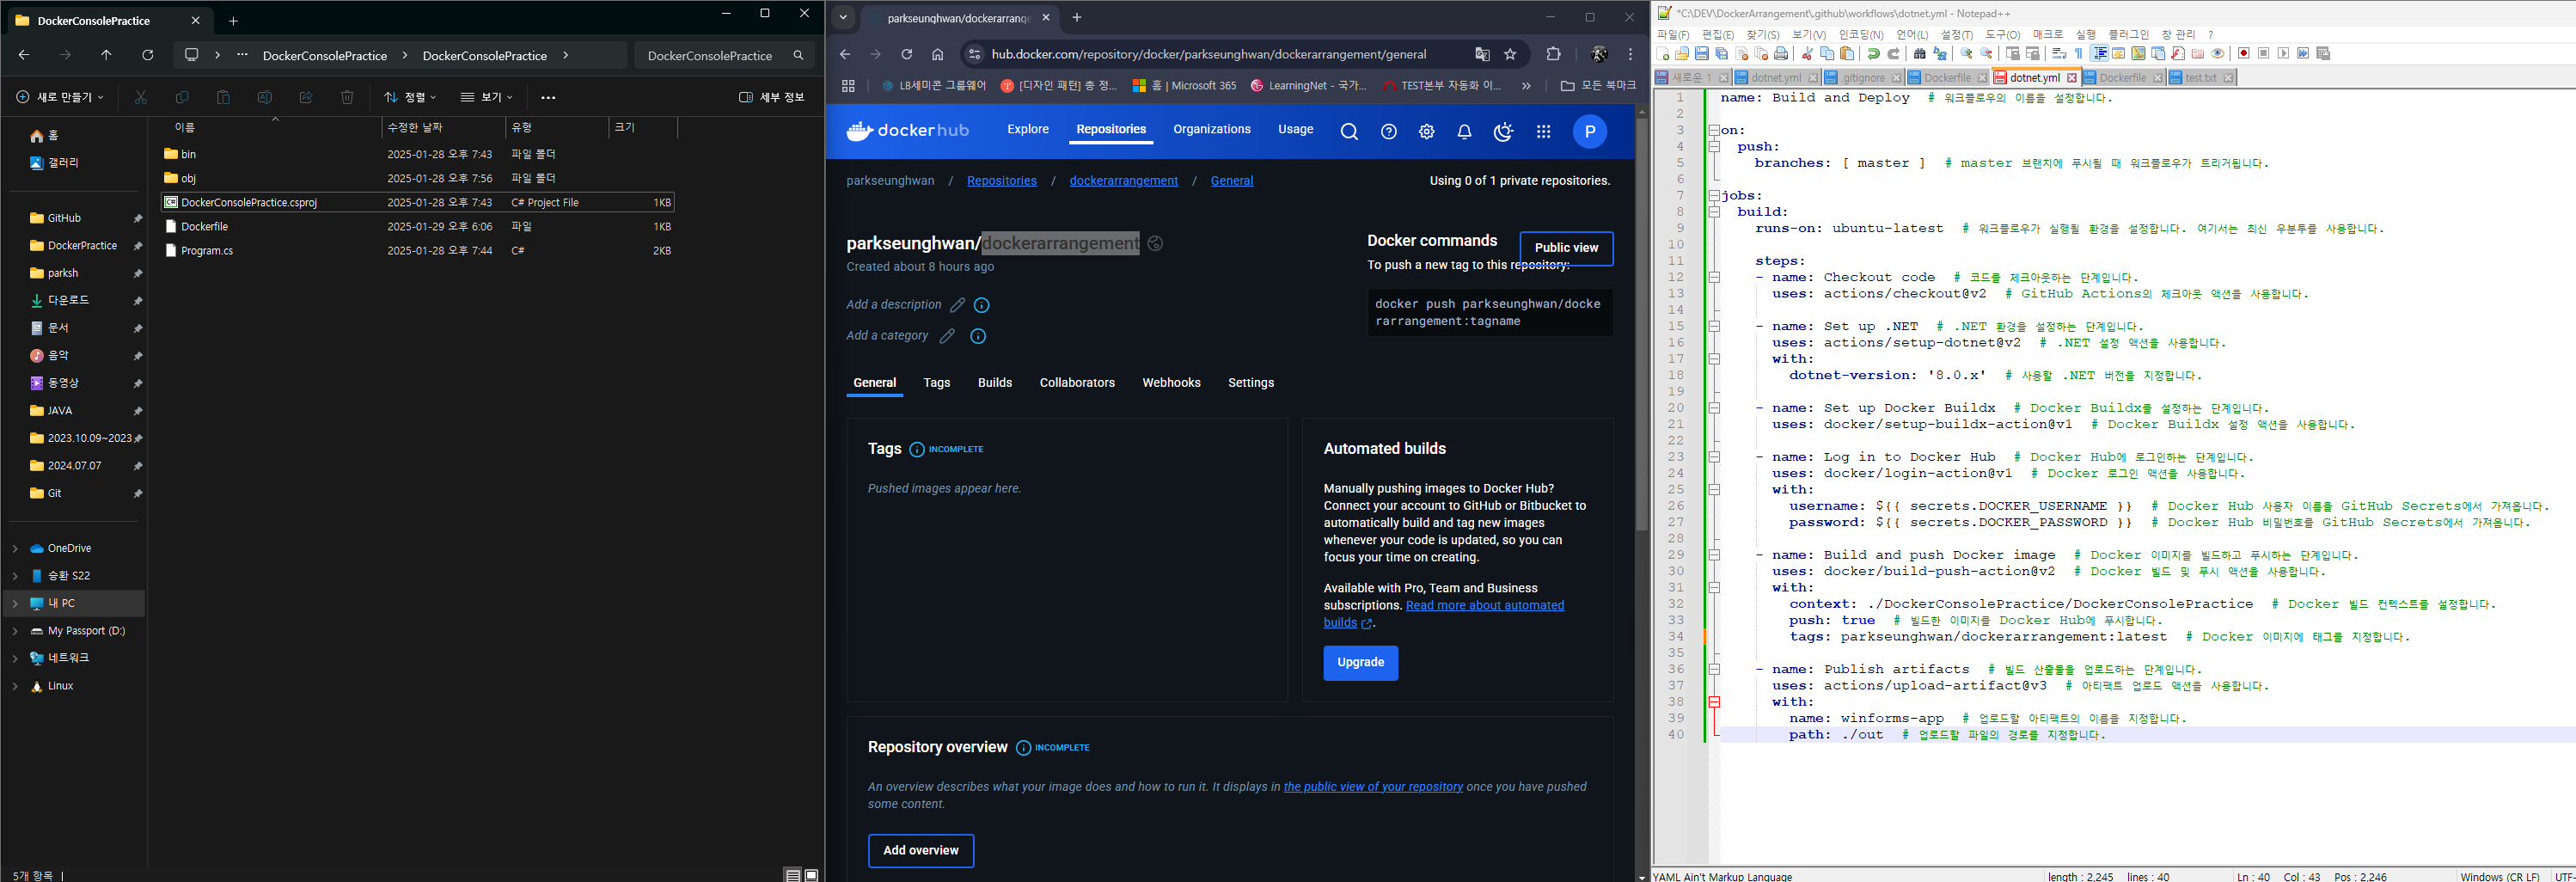 DockerConsolePractice
DockerConsolePractice > DockerConsolePractice >
DockerConsolePractice
새로 만들기
정렬
보기
세부 정보
이름 수정한 날짜 유형 크기
홈
갤러리
GitHub
DockerPractice
parksh
다운로드
문서
음악
동영상
JAVA
2023.10.09~2023
2024.07.07
Git
OneDrive
승환 S22
내 PC
My Passport (D:)
네트워크
Linux
bin 2025-01-28 오후 7:43 파일 폴더
obj 2025-01-28 오후 7:56 파일 폴더
DockerConsolePractice.csproj 2025-01-28 오후 7:43 C# Project File 1KB
Dockerfile 2025-01-29 오후 6:06 파일 1KB
Program.cs 2025-01-28 오후 7:44 C# 2KB
5개 항목
parkseunghwan/dockerarrange
hub.docker.com/repository/docker/parkseunghwan/dockerarrangement/general
LB세미콘 그룹웨어
[디자인 패턴] 총 정...
홈 | Microsoft 365
LearningNet - 국가...
TEST본부 자동화 이...
모든 북마크
dockerhub
Explore
Repositories
Organizations
Usage
P
parkseunghwan / Repositories / dockerarrangement / General
Using 0 of 1 private repositories.
parkseunghwan/dockerarrangement
Created about 8 hours ago
Add a description
Add a category
Docker commands
Public view
To push a new tag to this repository:
docker push parkseunghwan/docke
rarrangement:tagname
General
Tags
Builds
Collaborators
Webhooks
Settings
Tags INCOMPLETE
Pushed images appear here.
Automated builds
Manually pushing images to Docker Hub?
Connect your account to GitHub or Bitbucket to
automatically build and tag new images
whenever your code is updated, so you can
focus your time on creating.
Available with Pro, Team and Business
subscriptions. Read more about automated
builds.
Upgrade
Repository overview INCOMPLETE
An overview describes what your image does and how to run it. It displays in the public view of your repository once you have pushed
some content.
Add overview
*C:\DEV\DockerArrangement\.github\workflows\dotnet.yml - Notepad++
파일(F) 편집(E) 찾기(S) 보기(V) 인코딩(N) 언어(L) 설정(T) 도구(O) 매크로 실행 플러그인 창 관리 ?
새로운 1
dotnet.yml
.gitignore
Dockerfile
dotnet.yml
Dockerfile
test.txt
1 name: Build and Deploy # 워크플로우의 이름을 설정합니다.
2
3 on:
4 push:
5 branches: [ master ] # master 브랜치에 푸시될 때 워크플로우가 트리거됩니다.
6
7 jobs:
8 build:
9 runs-on: ubuntu-latest # 워크플로우가 실행될 환경을 설정합니다. 여기서는 최신 우분투를 사용합니다.
10
11 steps:
12 - name: Checkout code # 코드를 체크아웃하는 단계입니다.
13 uses: actions/checkout@v2 # GitHub Actions의 체크아웃 액션을 사용합니다.
14
15 - name: Set up .NET # .NET 환경을 설정하는 단계입니다.
16 uses: actions/setup-dotnet@v2 # .NET 설정 액션을 사용합니다.
17 with:
18 dotnet-version: '8.0.x' # 사용할 .NET 버전을 지정합니다.
19
20 - name: Set up Docker Buildx # Docker Buildx를 설정하는 단계입니다.
21 uses: docker/setup-buildx-action@v1 # Docker Buildx 설정 액션을 사용합니다.
22
23 - name: Log in to Docker Hub # Docker Hub에 로그인하는 단계입니다.
24 uses: docker/login-action@v1 # Docker 로그인 액션을 사용합니다.
25 with:
26 username: ${{ secrets.DOCKER_USERNAME }} # Docker Hub 사용자 이름을 GitHub Secrets에서 가져옵니다.
27 password: ${{ secrets.DOCKER_PASSWORD }} # Docker Hub 비밀번호를 GitHub Secrets에서 가져옵니다.
28
29 - name: Build and push Docker image # Docker 이미지를 빌드하고 푸시하는 단계입니다.
30 uses: docker/build-push-action@v2 # Docker 빌드 및 푸시 액션을 사용합니다.
31 with:
32 context: ./DockerConsolePractice/DockerConsolePractice # Docker 빌드 컨텍스트를 설정합니다.
33 push: true # 빌드한 이미지를 Docker Hub에 푸시합니다.
34 tags: parkseunghwan/dockerarrangement:latest # Docker 이미지에 태그를 지정합니다.
35
36 - name: Publish artifacts # 빌드 산출물을 업로드하는 단계입니다.
37 uses: actions/upload-artifact@v3 # 아티팩트 업로드 액션을 사용합니다.
38 with:
39 name: winforms-app # 업로드할 아티팩트의 이름을 지정합니다.
40 path: ./out # 업로드할 파일의 경로를 지정합니다.
YAML Ain't Markup Language length : 2,245 lines : 40 Ln : 40 Col : 43 Pos : 2,246 Windows (CR LF) UTF-